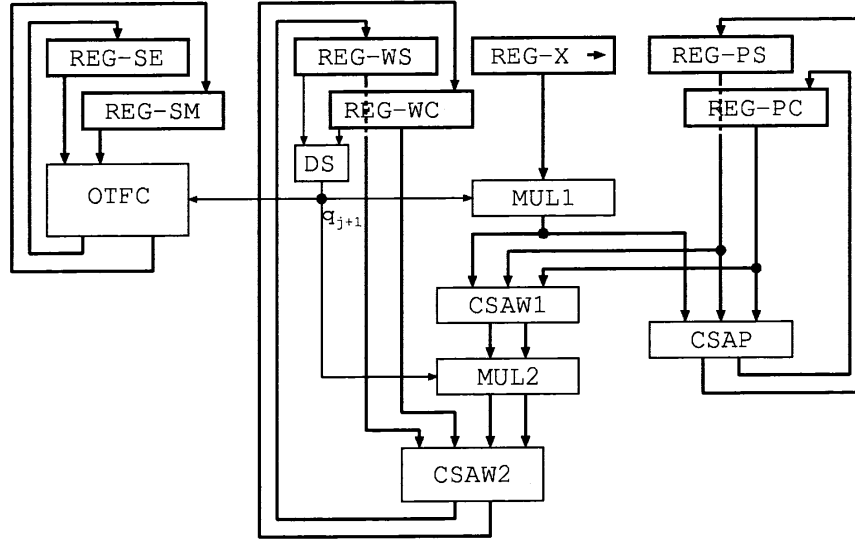 REG-SE
REG-WS
REG-X
REG-PS
REG-SM
REG-WC
REG-PC
DS
OTFC
MUL1
q_{j+1}
CSAW1
CSAP
MUL2
CSAW2